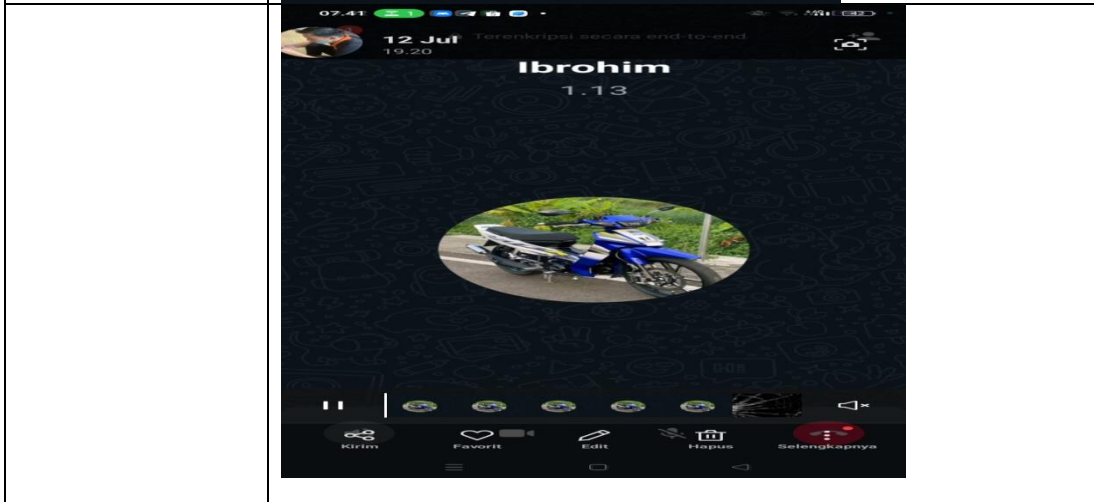 07.41 1
12 Jul Terenkripsi secara end-to-end
19.20
Ibrohim
1.13
Kirim Favorit Edit Hapus Selengkapnya